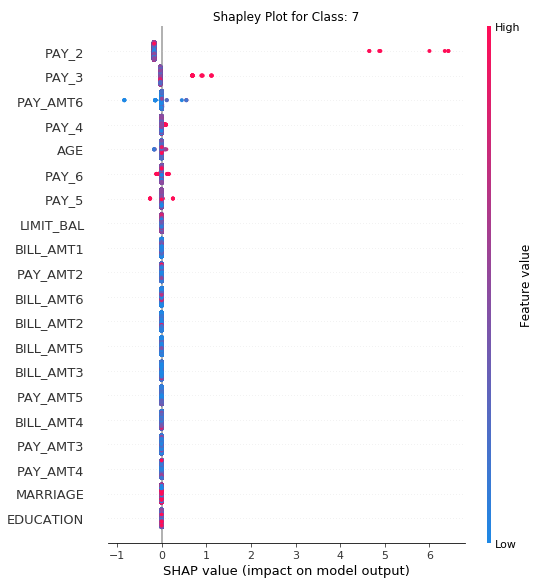 Shapley Plot for Class: 7
High
PAY_2
PAY_3
PAY_AMT6
PAY_4
AGE
PAY_6
PAY_5
LIMIT_BAL
BILL_AMT1
PAY_AMT2
BILL_AMT6
BILL_AMT2
BILL_AMT5
BILL_AMT3
PAY_AMT5
BILL_AMT4
PAY_AMT3
PAY_AMT4
MARRIAGE
EDUCATION
Feature value
Low
−1 0 1 2 3 4 5 6
SHAP value (impact on model output)